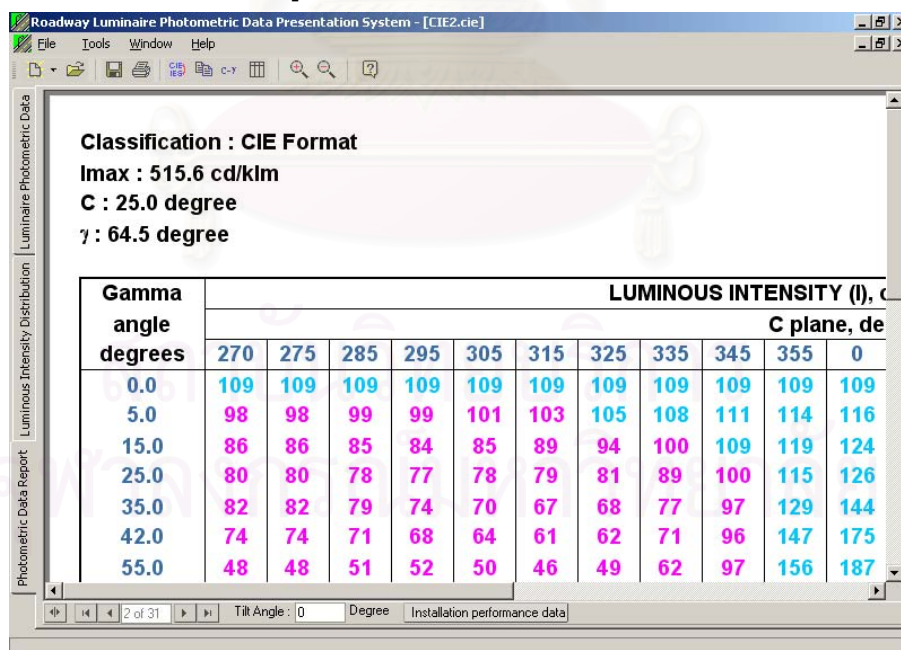 Roadway Luminaire Photometric Data Presentation System - [CIE2.cie]
File Tools Window Help
CIE IES C-γ
Luminaire Photometric Data
Luminous Intensity Distribution
Photometric Data Report
Classification : CIE Format
Imax : 515.6 cd/klm
C : 25.0 degree
γ : 64.5 degree
Gamma angle degrees
LUMINOUS INTENSITY (I), c
C plane, de
270 275 285 295 305 315 325 335 345 355 0
0.0 109 109 109 109 109 109 109 109 109 109 109
5.0 98 98 99 99 101 103 105 108 111 114 116
15.0 86 86 85 84 85 89 94 100 109 119 124
25.0 80 80 78 77 78 79 81 89 100 115 126
35.0 82 82 79 74 70 67 68 77 97 129 144
42.0 74 74 71 68 64 61 62 71 96 147 175
55.0 48 48 51 52 50 46 49 62 97 156 187
2 of 31 Tilt Angle : 0 Degree Installation performance data